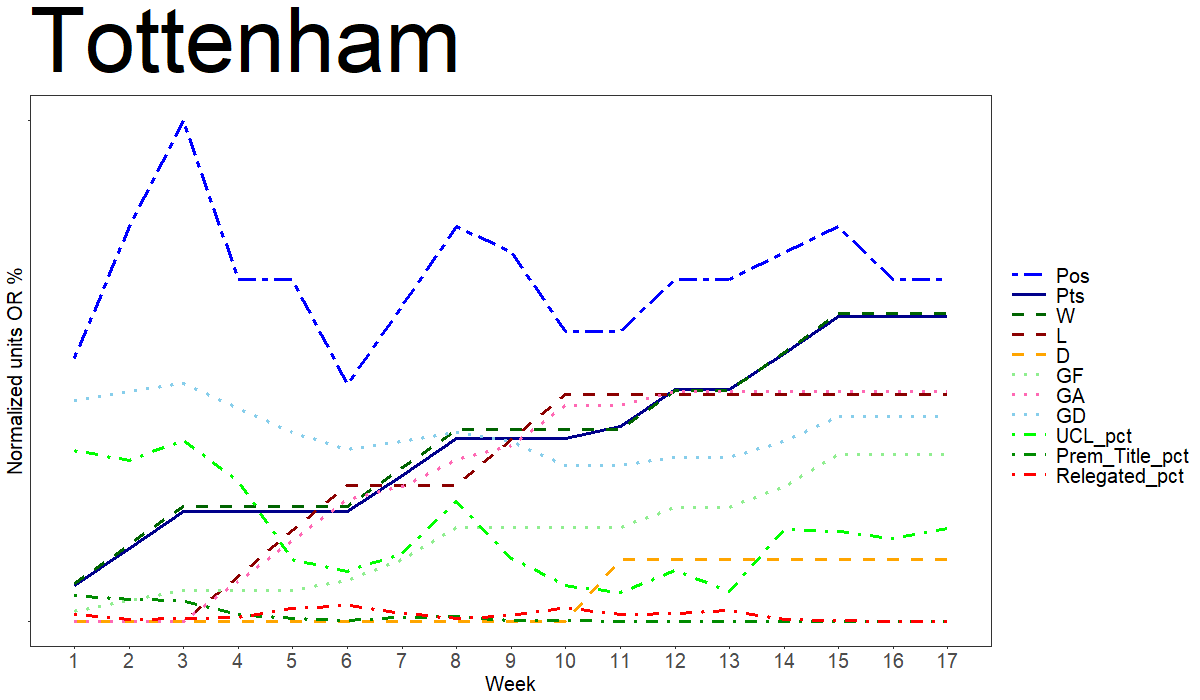 Tottenham
Normalized units OR %
1 2 3 4 5 6 7 8 9 10 11 12 13 14 15 16 17
Week
Pos
Pts
W
L
D
GF
GA
GD
UCL_pct
Prem_Title_pct
Relegated_pct